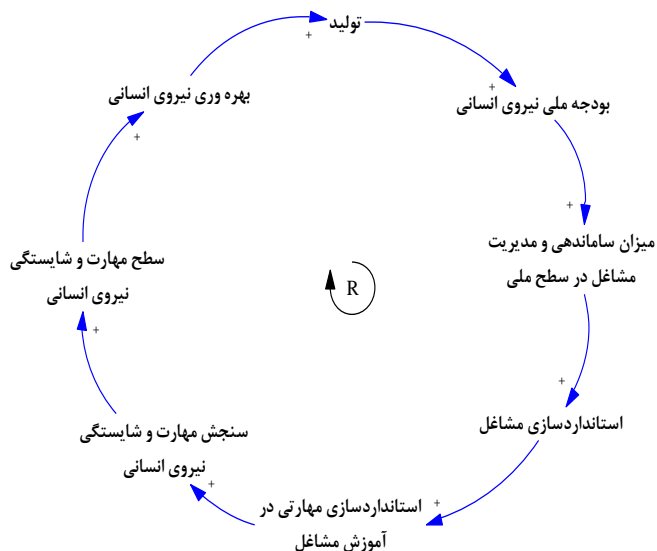 تولید
+
بودجه ملی نیروی انسانی
+
میزان ساماندهی و مدیریت
مشاغل در سطح ملی
+
استانداردسازی مشاغل
+
استانداردسازی مهارتی در
آموزش مشاغل
+
سنجش مهارت و شایستگی
نیروی انسانی
+
سطح مهارت و شایستگی
نیروی انسانی
+
بهره وری نیروی انسانی
+
R